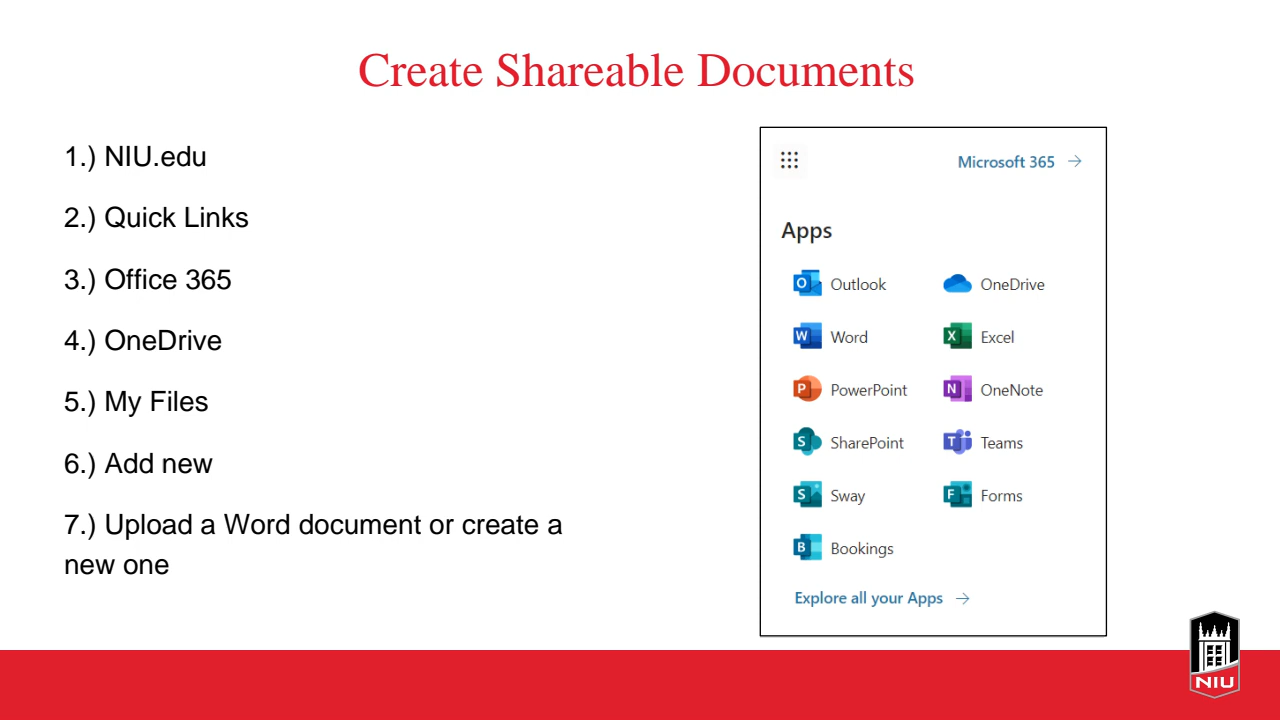 Create Shareable Documents
1.) NIU.edu
2.) Quick Links
3.) Office 365
4.) OneDrive
5.) My Files
6.) Add new
7.) Upload a Word document or create a
new one
Microsoft 365 →
Apps
Outlook
OneDrive
Word
Excel
PowerPoint
OneNote
SharePoint
Teams
Sway
Forms
Bookings
Explore all your Apps →
NIU